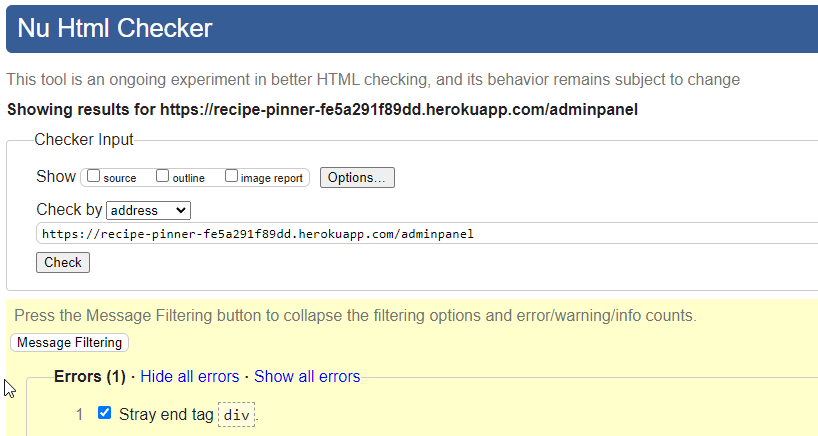 Nu Html Checker
This tool is an ongoing experiment in better HTML checking, and its behavior remains subject to change
Showing results for https://recipe-pinner-fe5a291f89dd.herokuapp.com/adminpanel
Checker Input
Show source outline image report Options...
Check by address
https://recipe-pinner-fe5a291f89dd.herokuapp.com/adminpanel
Check
Press the Message Filtering button to collapse the filtering options and error/warning/info counts.
Message Filtering
Errors (1) · Hide all errors · Show all errors
1 Stray end tag div.